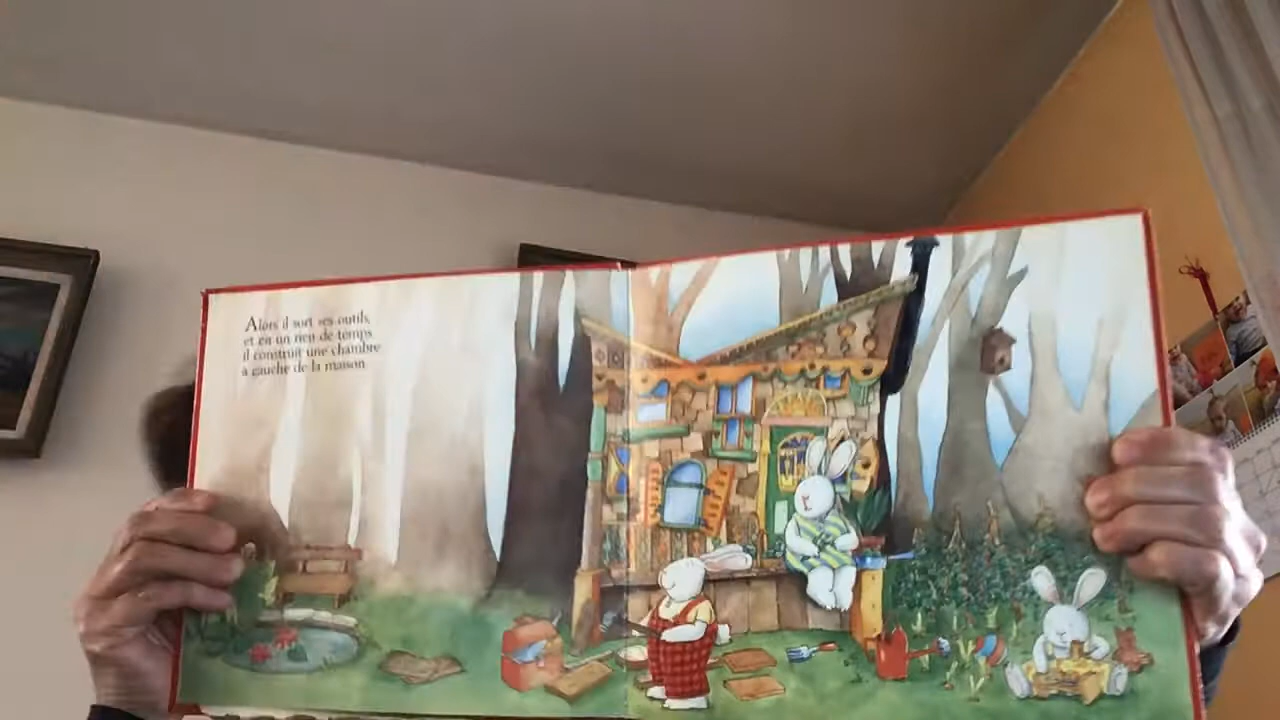 Alors il sort ses outils,
et en un rien de temps
il construit une chambre
à gauche de la maison